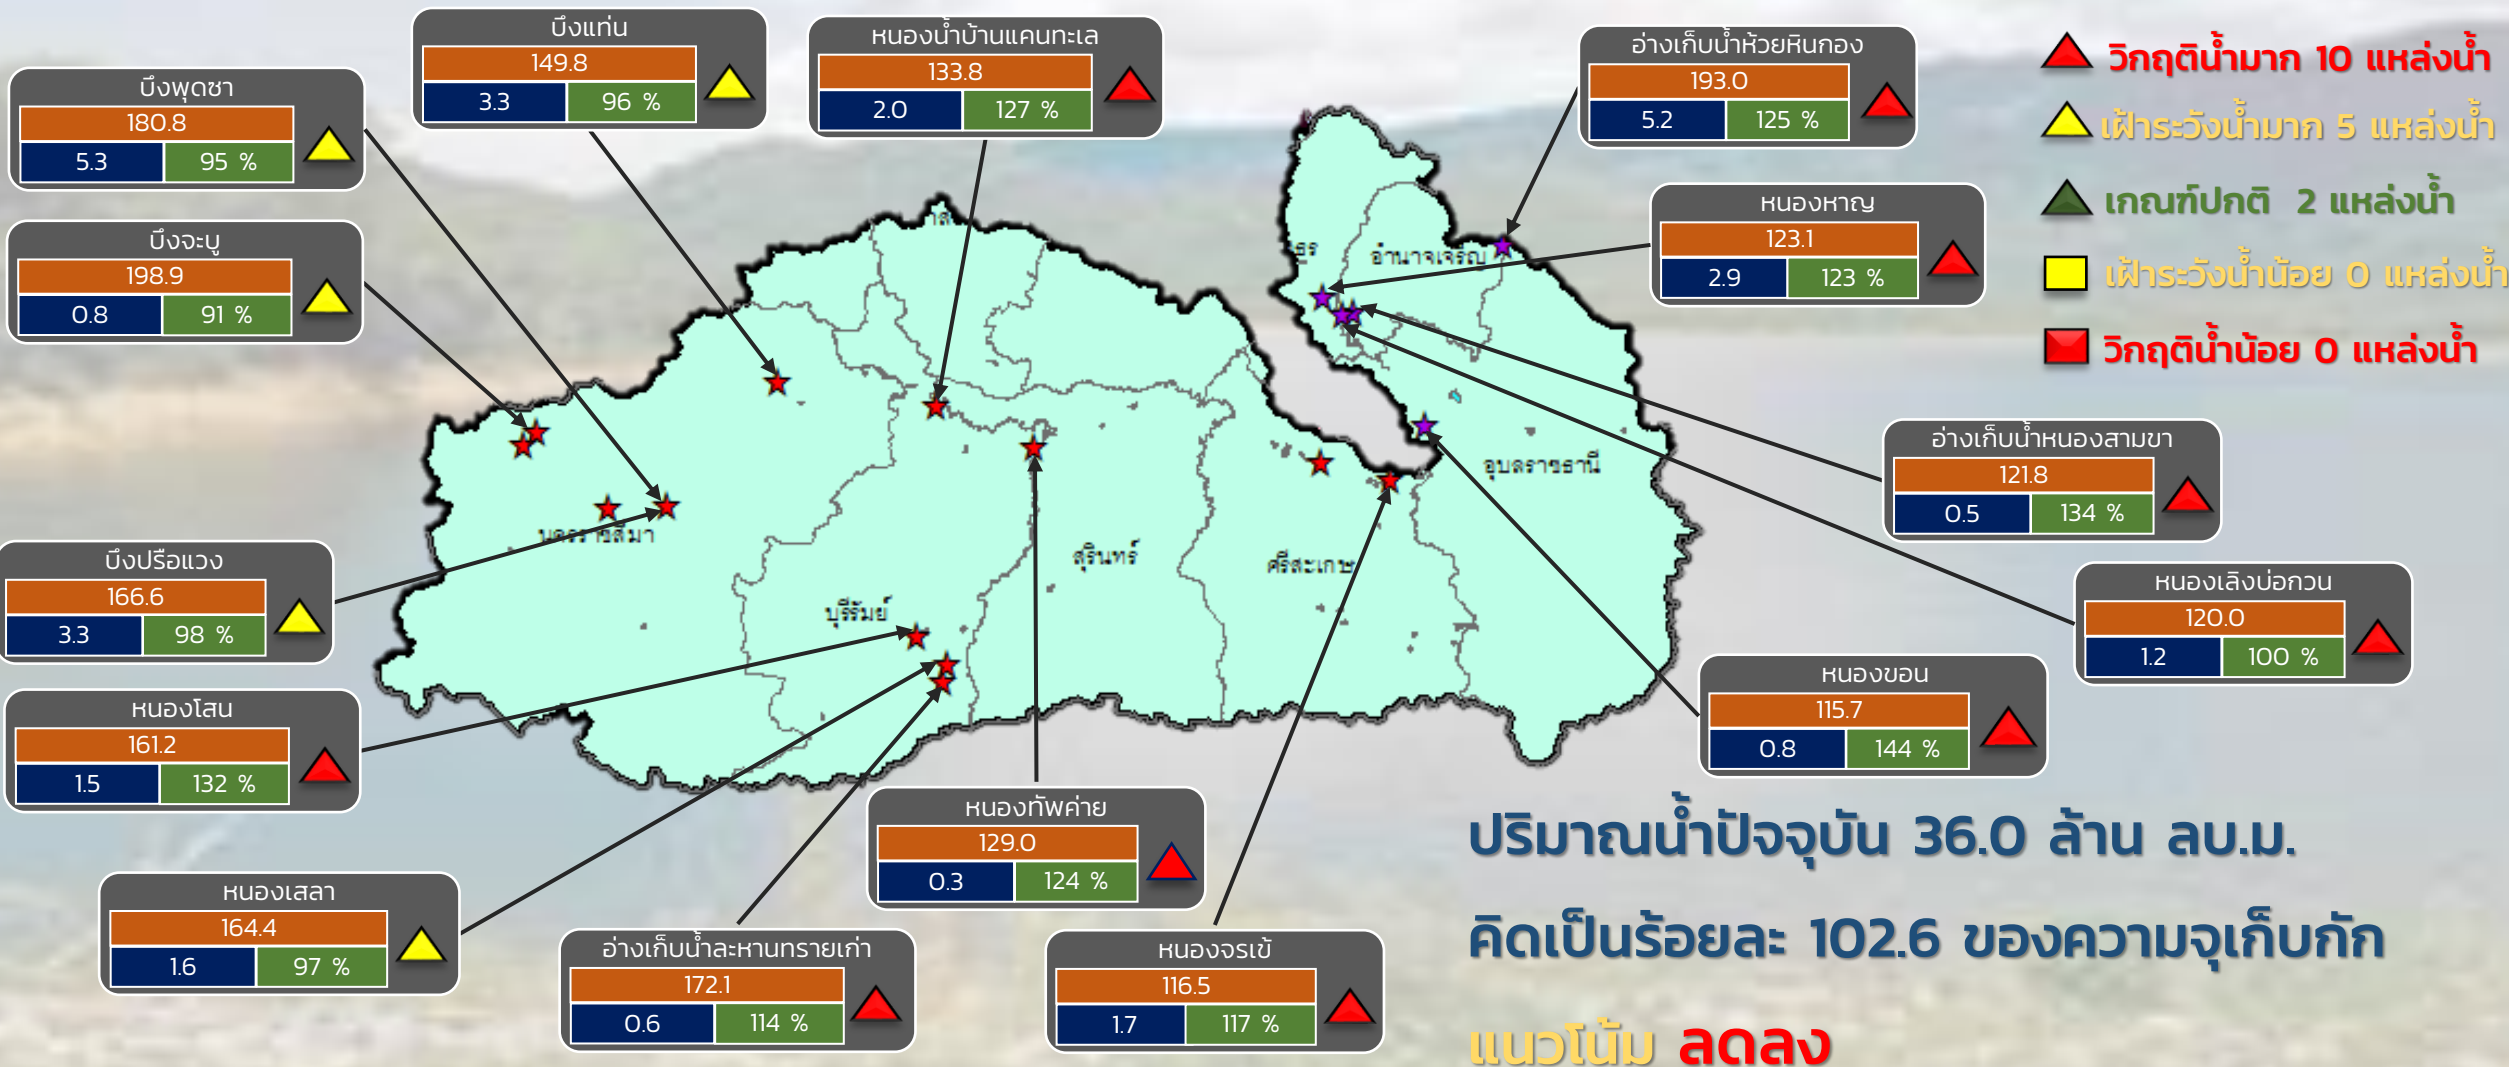 บึงแท่น
149.8
3.3 96 %
หนองน้ำบ้านแคนทะเล
133.8
2.0 127 %
อ่างเก็บน้ำห้วยหินกอง
193.0
5.2 125 %
วิกฤติน้ำมาก 10 แหล่งน้ำ
เฝ้าระวังน้ำมาก 5 แหล่งน้ำ
เกณฑ์ปกติ 2 แหล่งน้ำ
เฝ้าระวังน้ำน้อย 0 แหล่งน้ำ
วิกฤติน้ำน้อย 0 แหล่งน้ำ
บึงพุดซา
180.8
5.3 95 %
บึงจะบู
198.9
0.8 91 %
หนองหาญ
123.1
2.9 123 %
อำนาจเจริญ
อุบลราชธานี
นครราชสีมา
สุรินทร์
ศรีสะเกษ
บุรีรัมย์
อ่างเก็บน้ำหนองสามขา
121.8
0.5 134 %
บึงปรือแวง
166.6
3.3 98 %
หนองเลิงบ่อกวน
120.0
1.2 100 %
หนองขอน
115.7
0.8 144 %
หนองโสน
161.2
1.5 132 %
หนองทัพค่าย
129.0
0.3 124 %
หนองเสลา
164.4
1.6 97 %
อ่างเก็บน้ำละหานทรายเก่า
172.1
0.6 114 %
หนองจรเข้
116.5
1.7 117 %
ปริมาณน้ำปัจจุบัน 36.0 ล้าน ลบ.ม.
คิดเป็นร้อยละ 102.6 ของความจุเก็บกัก
แนวโน้ม ลดลง